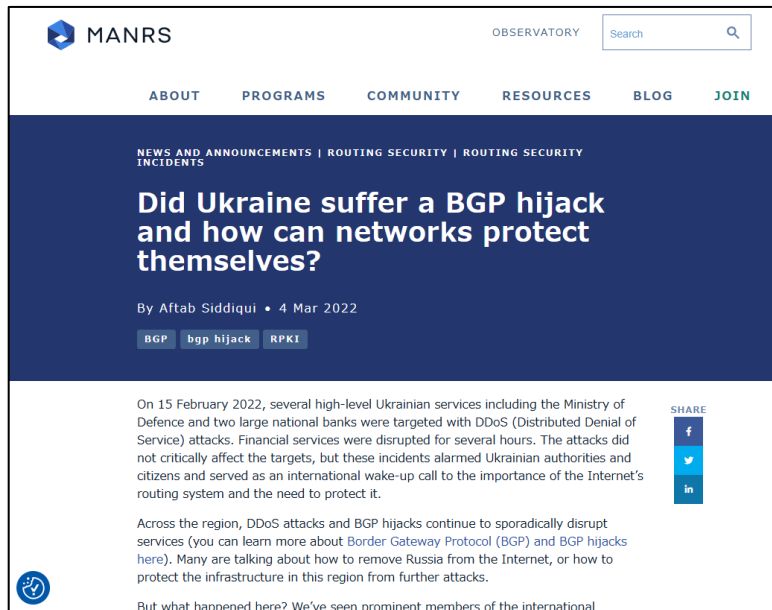 MANRS
OBSERVATORY
Search
ABOUT PROGRAMS COMMUNITY RESOURCES BLOG JOIN
NEWS AND ANNOUNCEMENTS | ROUTING SECURITY | ROUTING SECURITY
INCIDENTS
Did Ukraine suffer a BGP hijack
and how can networks protect
themselves?
By Aftab Siddiqui • 4 Mar 2022
BGP bgp hijack RPKI
On 15 February 2022, several high-level Ukrainian services including the Ministry of
Defence and two large national banks were targeted with DDoS (Distributed Denial of
Service) attacks. Financial services were disrupted for several hours. The attacks did
not critically affect the targets, but these incidents alarmed Ukrainian authorities and
citizens and served as an international wake-up call to the importance of the Internet's
routing system and the need to protect it.
SHARE
f
in
Across the region, DDoS attacks and BGP hijacks continue to sporadically disrupt
services (you can learn more about Border Gateway Protocol (BGP) and BGP hijacks
here). Many are talking about how to remove Russia from the Internet, or how to
protect the infrastructure in this region from further attacks.
But what happened here? We've seen prominent members of the international